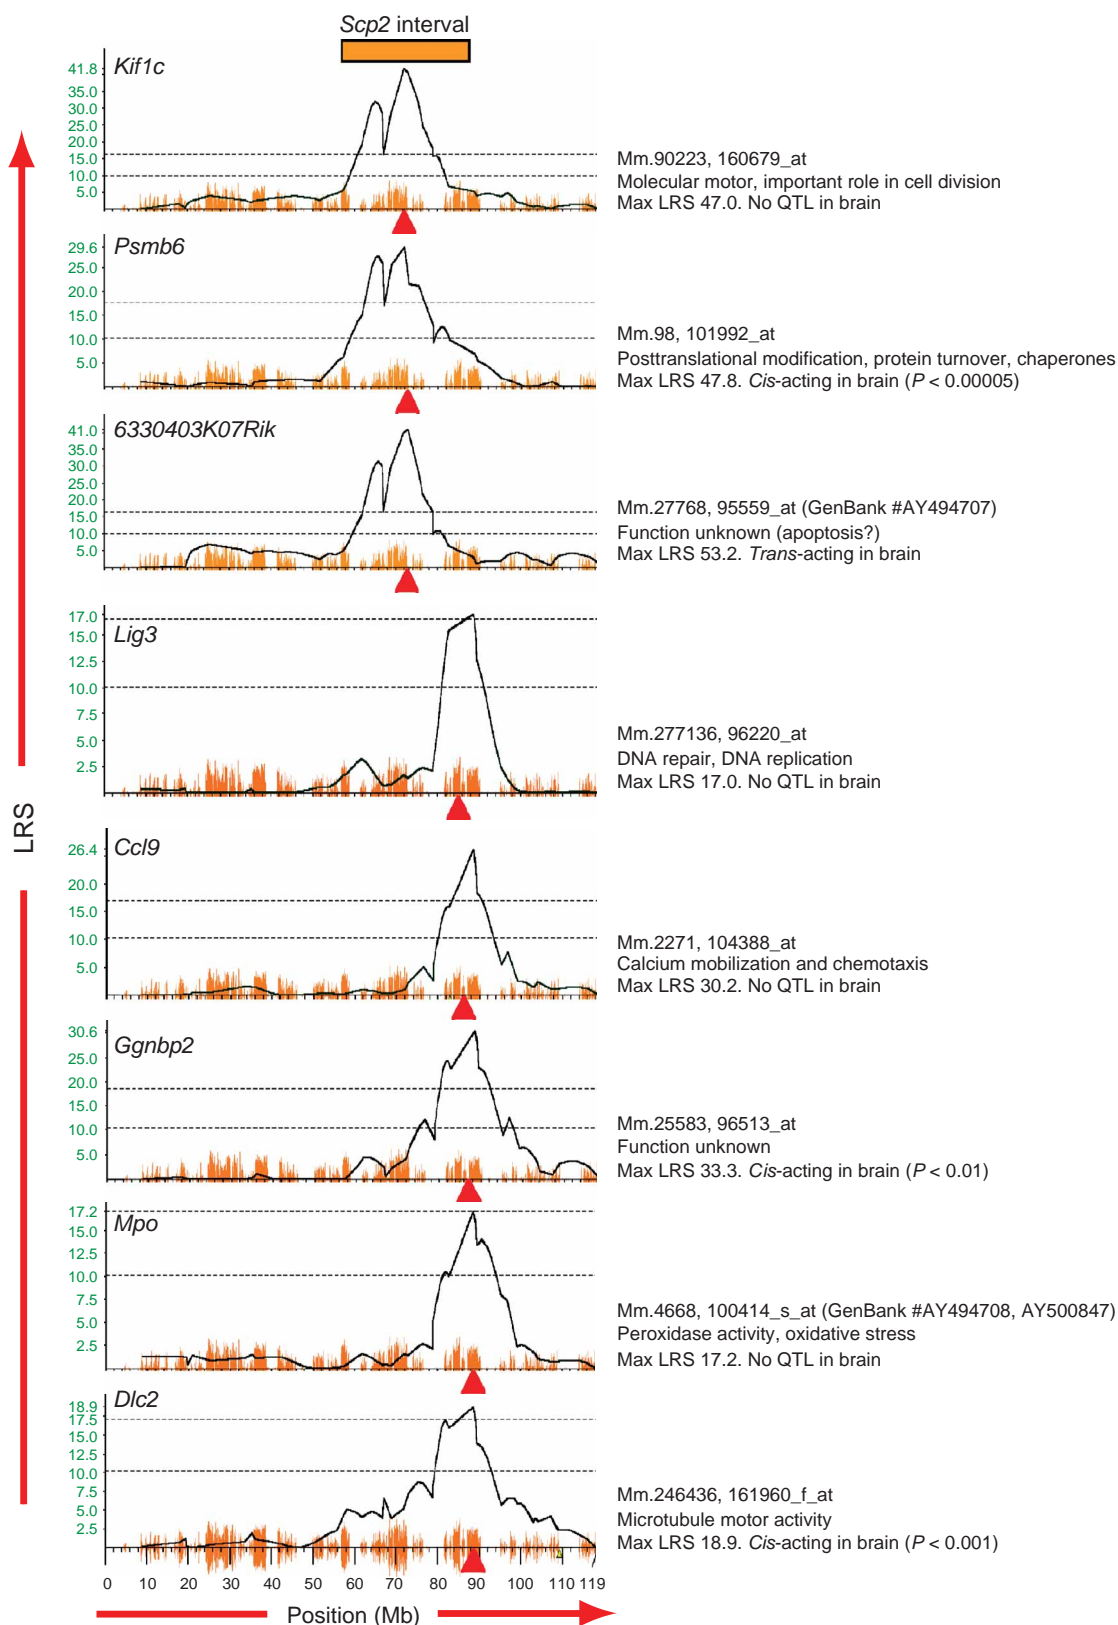 Scp2 interval
Kif1c
41.8
35.0
30.0
25.0
20.0
15.0
10.0
5.0
Mm.90223, 160679_at
Molecular motor, important role in cell division
Max LRS 47.0. No QTL in brain
Psmb6
29.6
25.0
20.0
15.0
10.0
5.0
Mm.98, 101992_at
Posttranslational modification, protein turnover, chaperones
Max LRS 47.8. Cis-acting in brain (P < 0.00005)
6330403K07Rik
41.0
35.0
30.0
25.0
20.0
15.0
10.0
5.0
Mm.27768, 95559_at (GenBank #AY494707)
Function unknown (apoptosis?)
Max LRS 53.2. Trans-acting in brain
Lig3
17.0
15.0
12.5
10.0
7.5
5.0
2.5
Mm.277136, 96220_at
DNA repair, DNA replication
Max LRS 17.0. No QTL in brain
LRS
Ccl9
26.4
20.0
15.0
10.0
5.0
Mm.2271, 104388_at
Calcium mobilization and chemotaxis
Max LRS 30.2. No QTL in brain
Ggnbp2
30.6
25.0
20.0
15.0
10.0
5.0
Mm.25583, 96513_at
Function unknown
Max LRS 33.3. Cis-acting in brain (P < 0.01)
Mpo
17.2
15.0
12.5
10.0
7.5
5.0
2.5
Mm.4668, 100414_s_at (GenBank #AY494708, AY500847)
Peroxidase activity, oxidative stress
Max LRS 17.2. No QTL in brain
Dlc2
18.9
17.5
15.0
12.5
10.0
7.5
5.0
2.5
Mm.246436, 161960_f_at
Microtubule motor activity
Max LRS 18.9. Cis-acting in brain (P < 0.001)
0 10 20 30 40 50 60 70 80 90 100 110 119
Position (Mb)